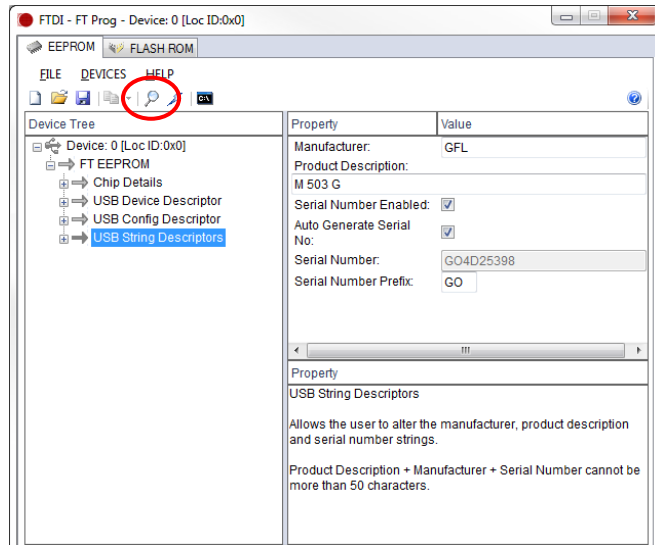 FTDI - FT Prog - Device: 0 [Loc ID:0x0]
EEPROM
FLASH ROM
FILE DEVICES HELP
C:\
Device Tree
Device: 0 [Loc ID:0x0]
FT EEPROM
Chip Details
USB Device Descriptor
USB Config Descriptor
USB String Descriptors
Property Value
Manufacturer: GFL
Product Description:
M 503 G
Serial Number Enabled:
Auto Generate Serial
No:
Serial Number: GO4D25398
Serial Number Prefix: GO
Property
USB String Descriptors
Allows the user to alter the manufacturer, product description
and serial number strings.
Product Description + Manufacturer + Serial Number cannot be
more than 50 characters.